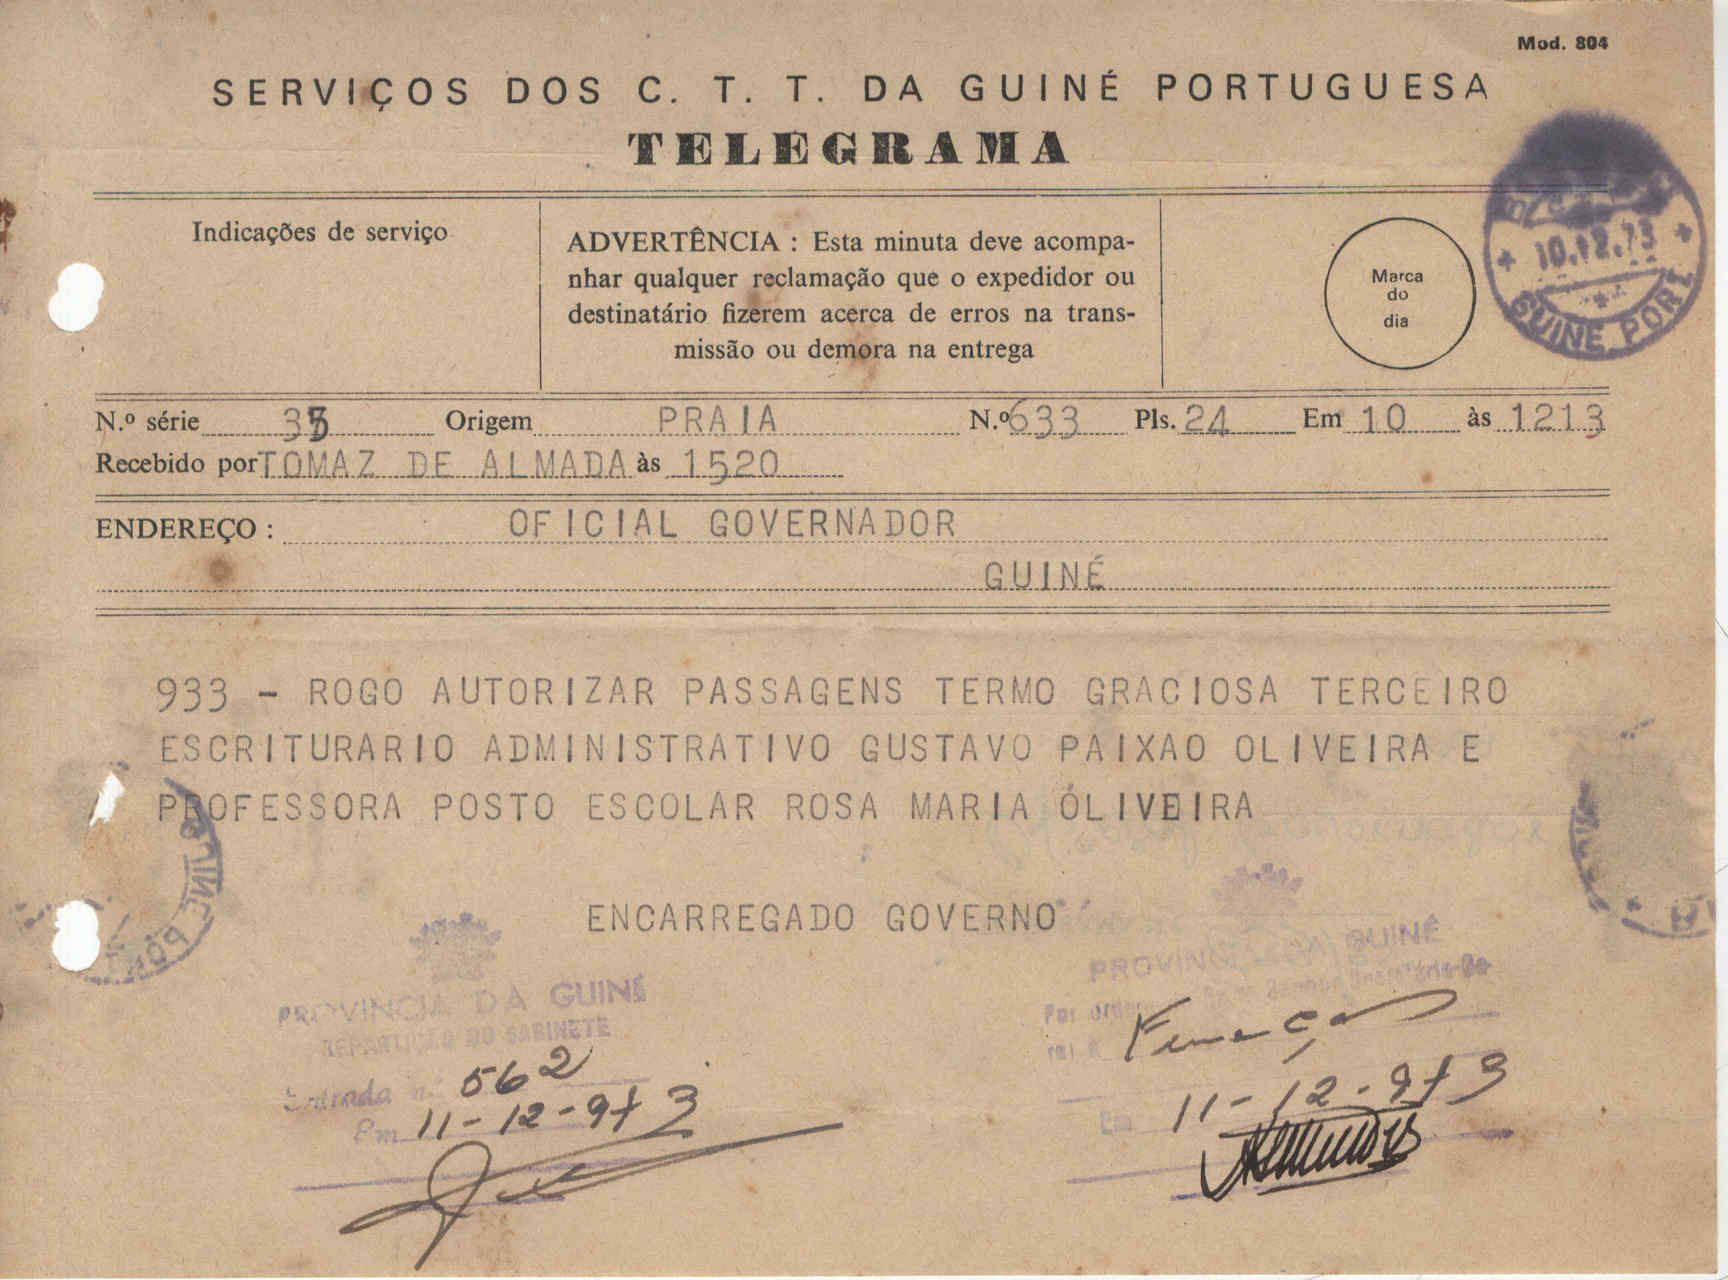 Mod. 804
SERVIÇOS DOS C. T. T. DA GUINÉ PORTUGUESA
TELEGRAMA
Indicações de serviço
ADVERTÊNCIA : Esta minuta deve acompa-
nhar qualquer reclamação que o expedidor ou
destinatário fizerem acerca de erros na trans-
missão ou demora na entrega
Marca
do
dia
10.12.73
GUINE PORT
N.º série Origem PRAIA N.º 633 Pls. 24 Em 10 às 1213
Recebido por TOMAZ DE ALMADA às 1520
ENDEREÇO : OFICIAL GOVERNADOR
GUINÉ
933 - ROGO AUTORIZAR PASSAGENS TERMO GRACIOSA TERCEIRO
ESCRITURARIO ADMINISTRATIVO GUSTAVO PAIXAO OLIVEIRA E
PROFESSORA POSTO ESCOLAR ROSA MARIA OLIVEIRA
ENCARREGADO GOVERNO
PROVINCIA DA GUINÉ
REPARTIÇÃO DO GABINETE
Entrada n.º 562
Em 11-12-973
PROVINCIA DA GUINÉ
Por ordem
Finanças
Em 11-12-973